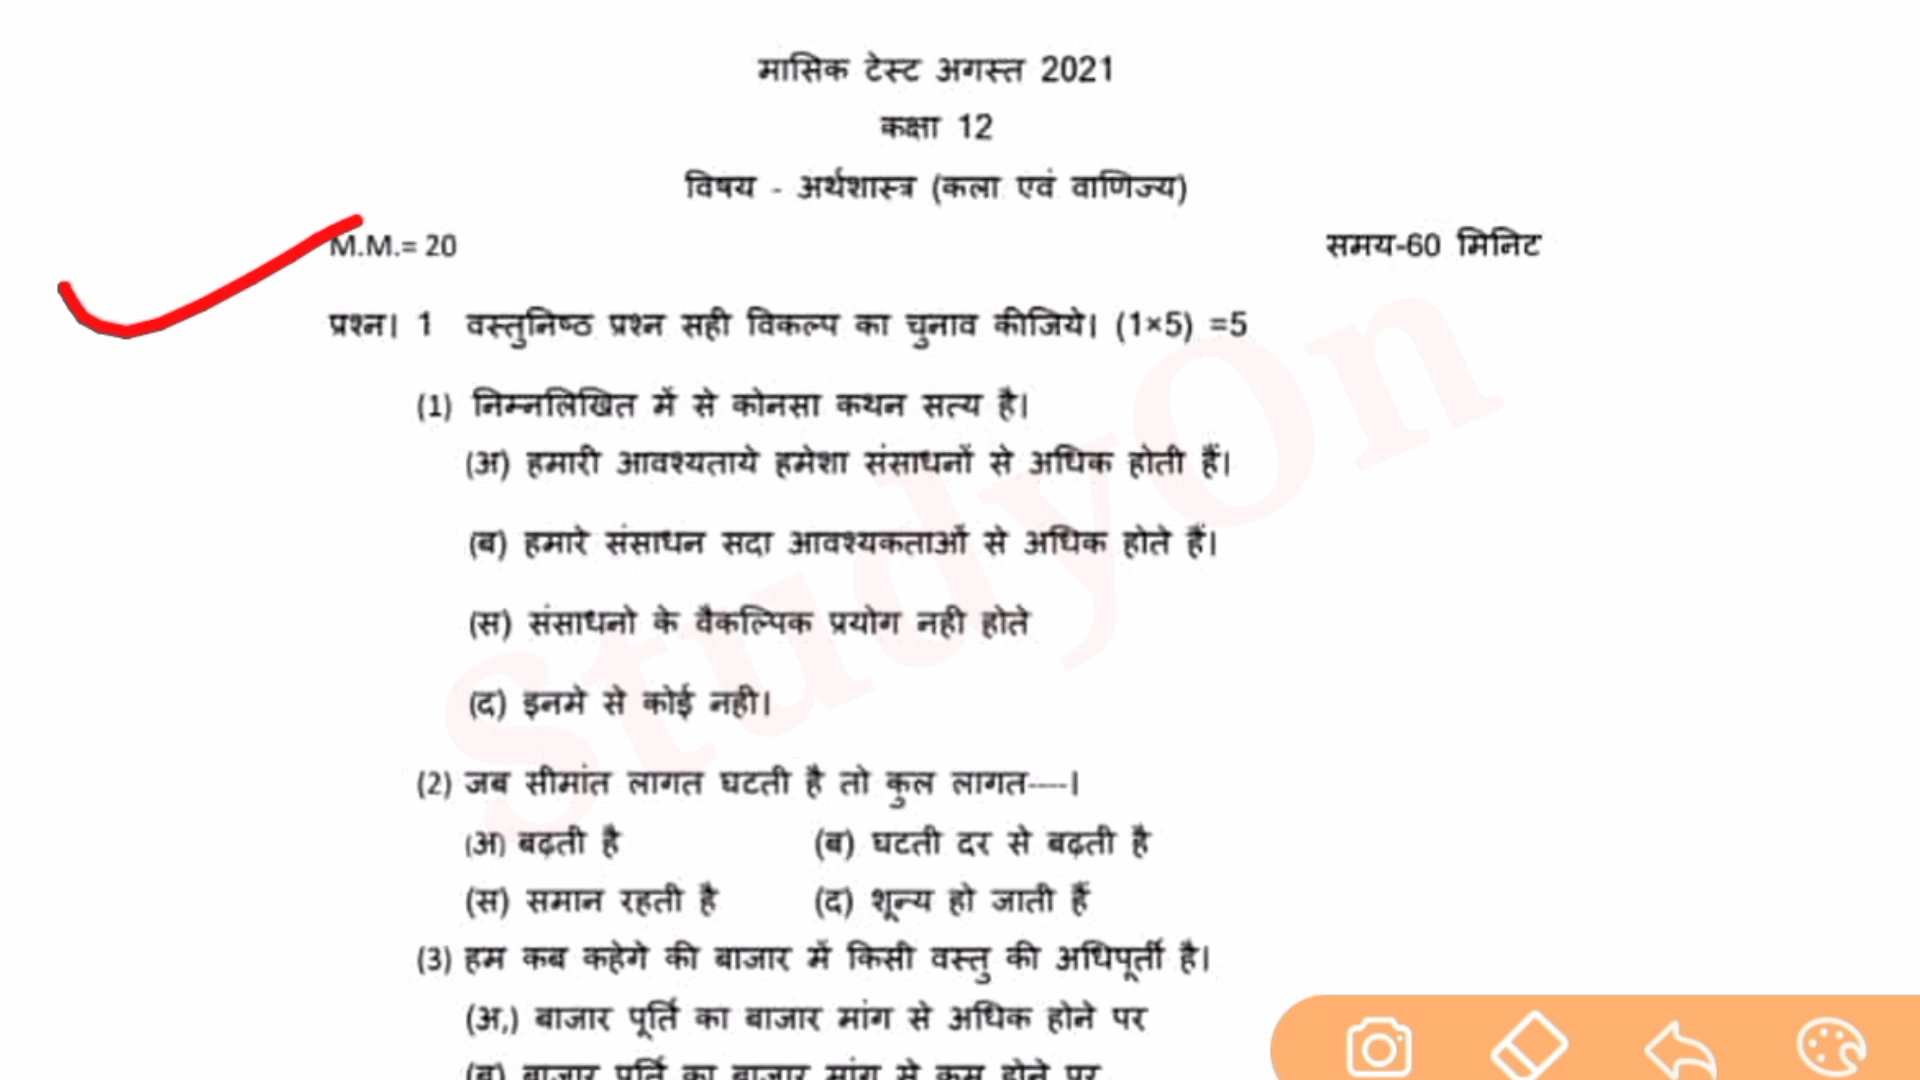 मासिक टेस्ट अगस्त 2021
कक्षा 12
विषय - अर्थशास्त्र (कला एवं वाणिज्य)
M.M.= 20 समय-60 मिनिट
प्रश्न। 1 वस्तुनिष्ठ प्रश्न सही विकल्प का चुनाव कीजिये। (1×5) =5
(1) निम्नलिखित में से कोनसा कथन सत्य है।
(अ) हमारी आवश्यताये हमेशा संसाधनों से अधिक होती हैं।
(ब) हमारे संसाधन सदा आवश्यकताओं से अधिक होते हैं।
(स) संसाधनो के वैकल्पिक प्रयोग नही होते
(द) इनमे से कोई नही।
(2) जब सीमांत लागत घटती है तो कुल लागत----।
(अ) बढ़ती है (ब) घटती दर से बढ़ती है
(स) समान रहती है (द) शून्य हो जाती हैं
(3) हम कब कहेगे की बाजार में किसी वस्तु की अधिपूर्ती है।
(अ,) बाजार पूर्ति का बाजार मांग से अधिक होने पर
(ब) बाजार पूर्ति का बाजार मांग से कम होने पर
StudyOn